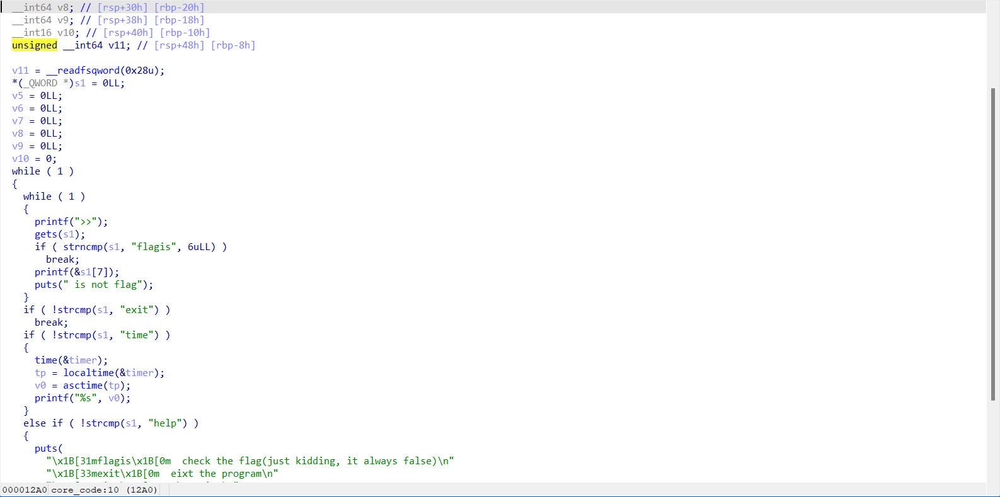 __int64 v8; // [rsp+30h] [rbp-20h]
__int64 v9; // [rsp+38h] [rbp-18h]
__int16 v10; // [rsp+40h] [rbp-10h]
unsigned __int64 v11; // [rsp+48h] [rbp-8h]
v11 = __readfsqword(0x28u);
*(_QWORD *)s1 = 0LL;
v5 = 0LL;
v6 = 0LL;
v7 = 0LL;
v8 = 0LL;
v9 = 0LL;
v10 = 0;
while ( 1 )
{
while ( 1 )
{
printf(">>");
gets(s1);
if ( strncmp(s1, "flagis", 6uLL) )
break;
printf(&s1[7]);
puts(" is not flag");
}
if ( !strcmp(s1, "exit") )
break;
if ( !strcmp(s1, "time") )
{
time(&timer);
tp = localtime(&timer);
v0 = asctime(tp);
printf("%s", v0);
}
else if ( !strcmp(s1, "help") )
{
puts(
"\x1B[31mflagis\x1B[0m  check the flag(just kidding, it always false)\n"
"\x1B[33mexit\x1B[0m  eixt the program\n"
000012A0 core_code:10 (12A0)